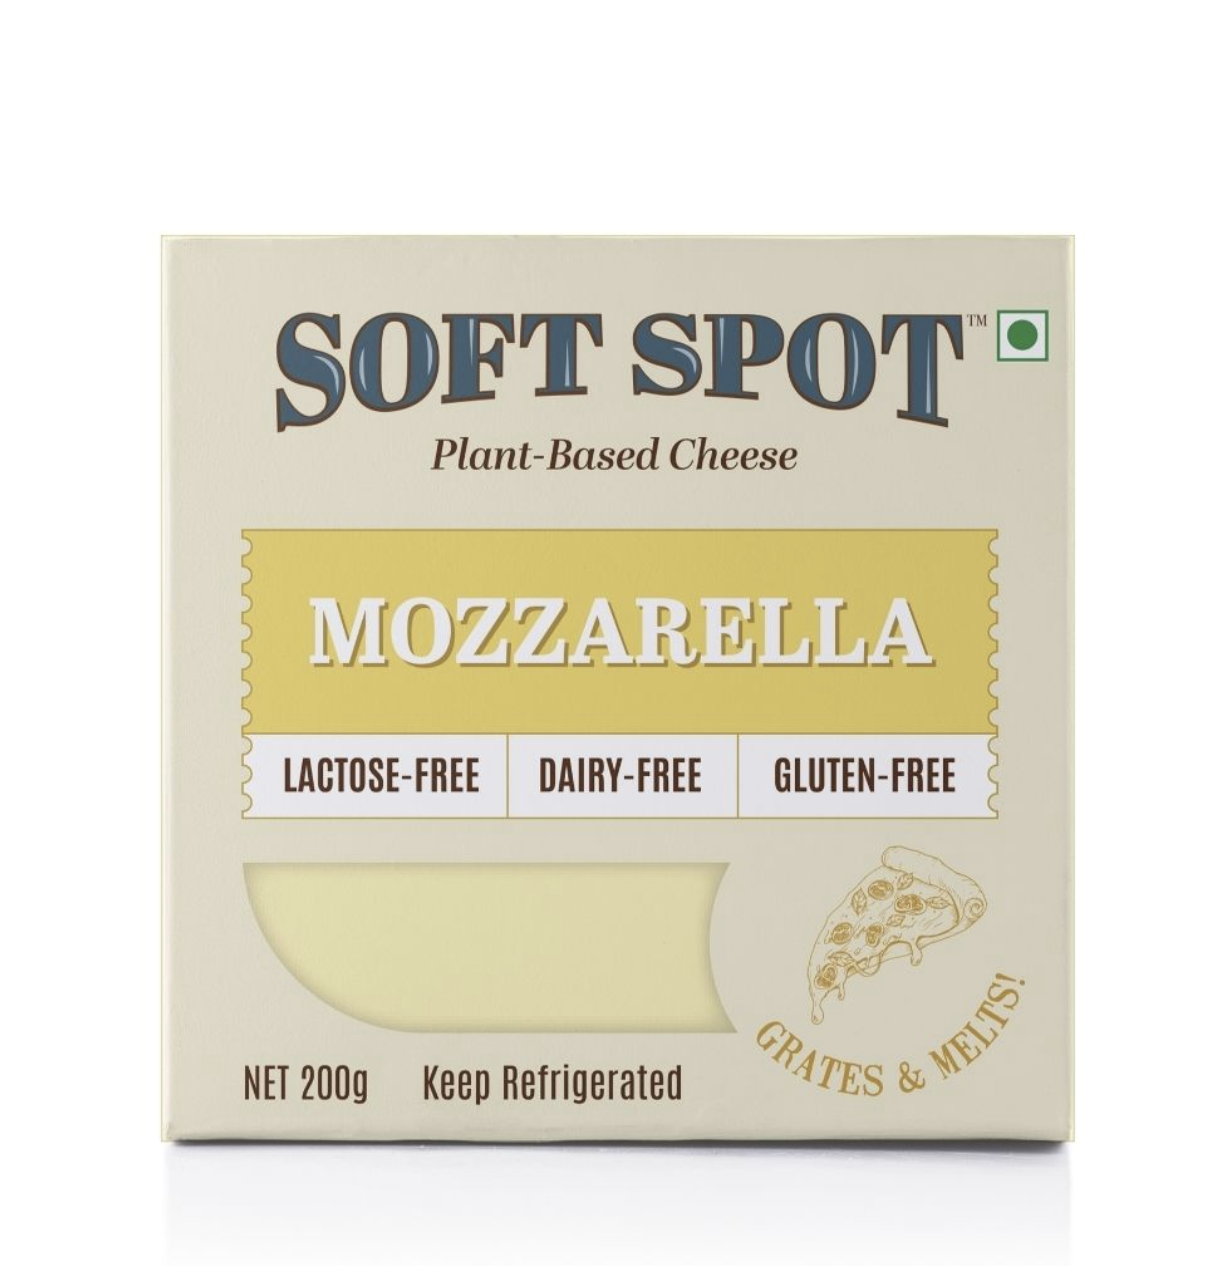 SOFT SPOT™
Plant-Based Cheese
MOZZARELLA
LACTOSE-FREE DAIRY-FREE GLUTEN-FREE
GRATES & MELTS!
NET 200g Keep Refrigerated